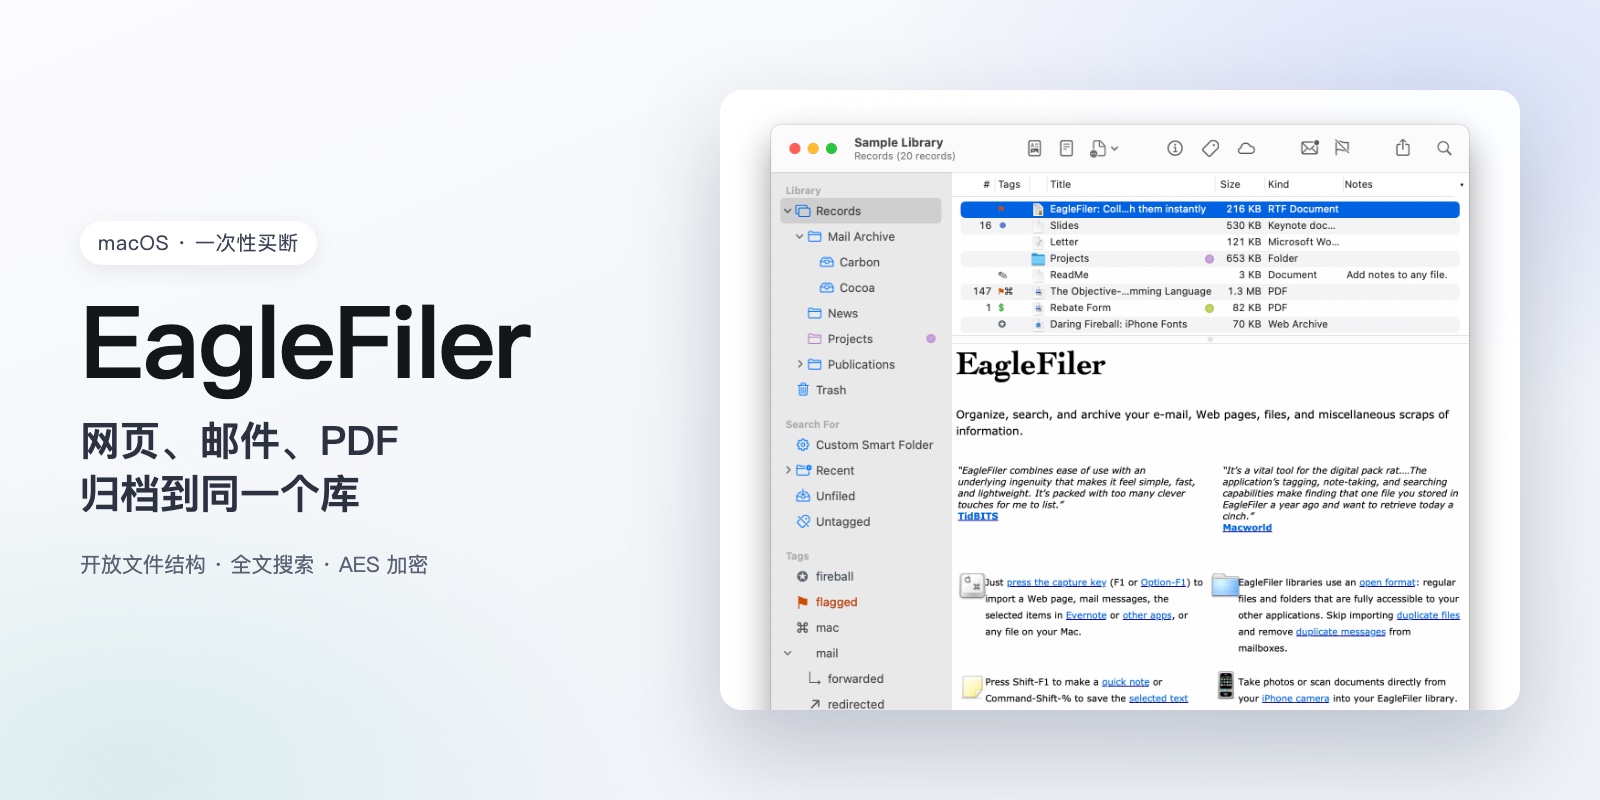 macOS · 一次性买断
EagleFiler
网页、邮件、PDF
归档到同一个库
开放文件结构 · 全文搜索 · AES 加密
Sample Library
Records (20 records)
Library
Records
Mail Archive
Carbon
Cocoa
News
Projects
Publications
Trash
Search For
Custom Smart Folder
Recent
Unfiled
Untagged
Tags
fireball
flagged
mac
mail
forwarded
redirected
# Tags Title Size Kind Notes
EagleFiler: Coll...h them instantly 216 KB RTF Document
16 Slides 530 KB Keynote doc...
Letter 121 KB Microsoft Wo...
Projects 653 KB Folder
ReadMe 3 KB Document Add notes to any file.
147 The Objective-...mming Language 1.3 MB PDF
1 $ Rebate Form 82 KB PDF
Daring Fireball: iPhone Fonts 70 KB Web Archive
EagleFiler
Organize, search, and archive your e-mail, Web pages, files, and miscellaneous scraps of
information.
"EagleFiler combines ease of use with an
underlying ingenuity that makes it feel simple, fast,
and lightweight. It's packed with too many clever
touches for me to list."
TidBITS
"It's a vital tool for the digital pack rat....The
application's tagging, note-taking, and searching
capabilities make finding that one file you stored in
EagleFiler a year ago and want to retrieve today a
cinch."
Macworld
Just press the capture key (F1 or Option-F1) to
import a Web page, mail messages, the
selected items in Evernote or other apps, or
any file on your Mac.
EagleFiler libraries use an open format: regular
files and folders that are fully accessible to your
other applications. Skip importing duplicate files
and remove duplicate messages from
mailboxes.
Press Shift-F1 to make a quick note or
Command-Shift-% to save the selected text
Take photos or scan documents directly from
your iPhone camera into your EagleFiler library.